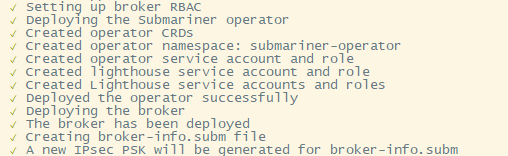 ✓ Setting up broker RBAC
✓ Deploying the Submariner operator
✓ Created operator CRDs
✓ Created operator namespace: submariner-operator
✓ Created operator service account and role
✓ Created lighthouse service account and role
✓ Created Lighthouse service accounts and roles
✓ Deployed the operator successfully
✓ Deploying the broker
✓ The broker has been deployed
✓ Creating broker-info.subm file
✓ A new IPsec PSK will be generated for broker-info.subm